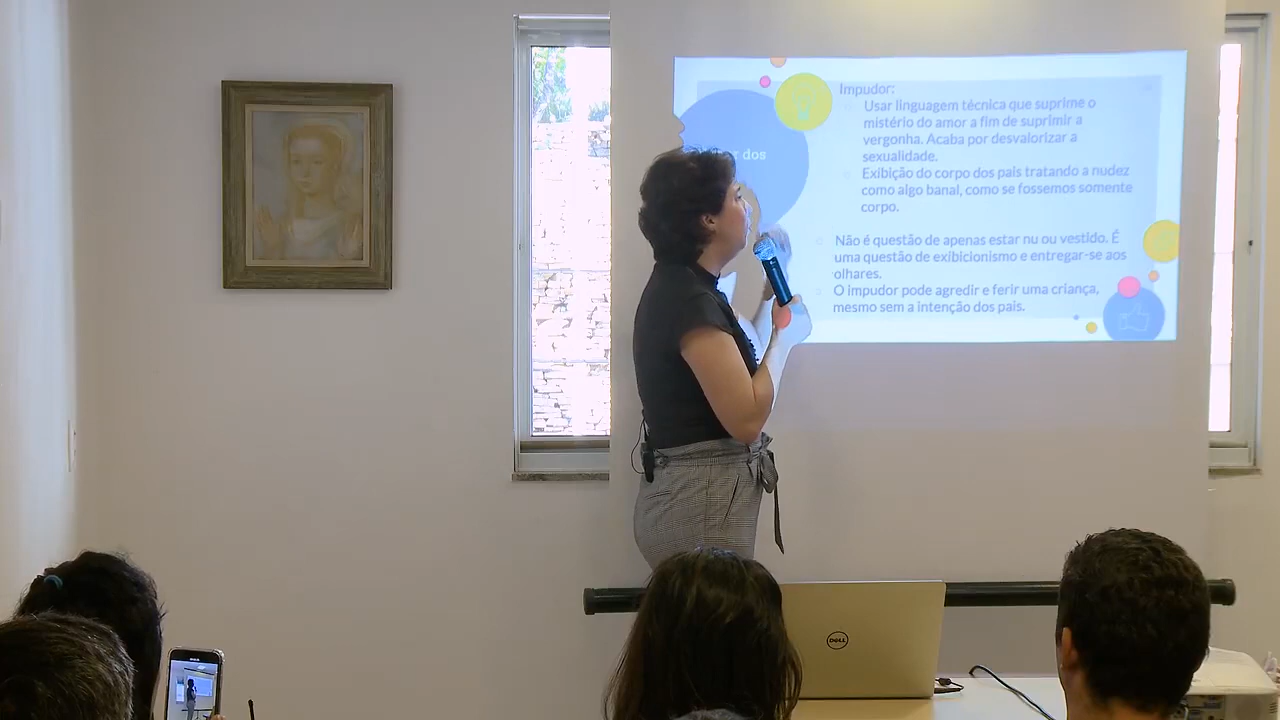 Impudor:
Usar linguagem técnica que suprime o
mistério do amor a fim de suprimir a
vergonha. Acaba por desvalorizar a
sexualidade.
Exibição do corpo dos pais tratando a nudez
como algo banal, como se fossemos somente
corpo.
dos
Não é questão de apenas estar nu ou vestido. É
uma questão de exibicionismo e entregar-se aos
olhares.
O impudor pode agredir e ferir uma criança,
mesmo sem a intenção dos pais.
DELL